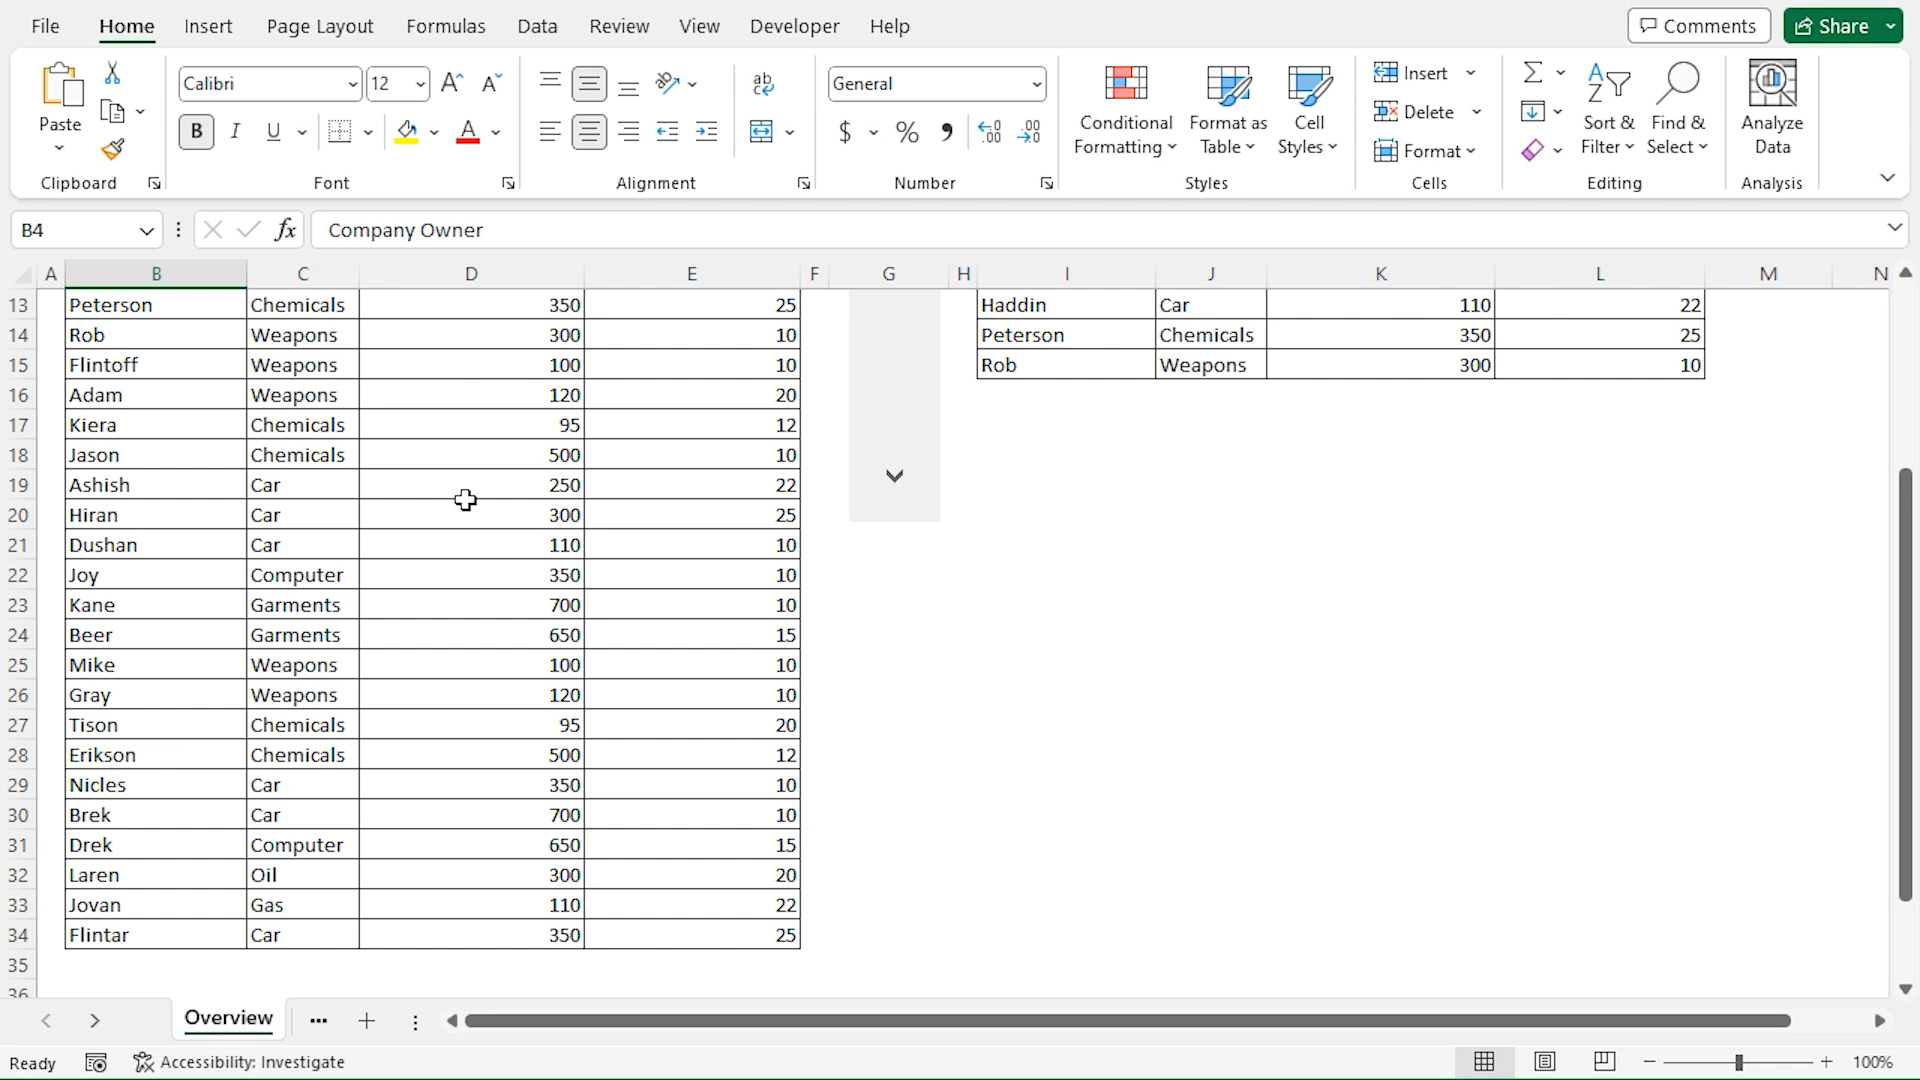 File Home Insert Page Layout Formulas Data Review View Developer Help Comments Share
Paste
Clipboard
Calibri 12
B I U A
Font
ab
Alignment
General
$ % 9 .00
Number
Conditional Formatting
Format as Table
Cell Styles
Styles
Insert
Delete
Format
Cells
Sort & Filter
Find & Select
Editing
Analyze Data
Analysis
B4 fx Company Owner
A B C D E F G H I J K L M N
13 Peterson Chemicals 350 25 Haddin Car 110 22
14 Rob Weapons 300 10 Peterson Chemicals 350 25
15 Flintoff Weapons 100 10 Rob Weapons 300 10
16 Adam Weapons 120 20
17 Kiera Chemicals 95 12
18 Jason Chemicals 500 10
19 Ashish Car 250 22
20 Hiran Car 300 25
21 Dushan Car 110 10
22 Joy Computer 350 10
23 Kane Garments 700 10
24 Beer Garments 650 15
25 Mike Weapons 100 10
26 Gray Weapons 120 10
27 Tison Chemicals 95 20
28 Erikson Chemicals 500 12
29 Nicles Car 350 10
30 Brek Car 700 10
31 Drek Computer 650 15
32 Laren Oil 300 20
33 Jovan Gas 110 22
34 Flintar Car 350 25
35
36
Overview
Ready Accessibility: Investigate 100%